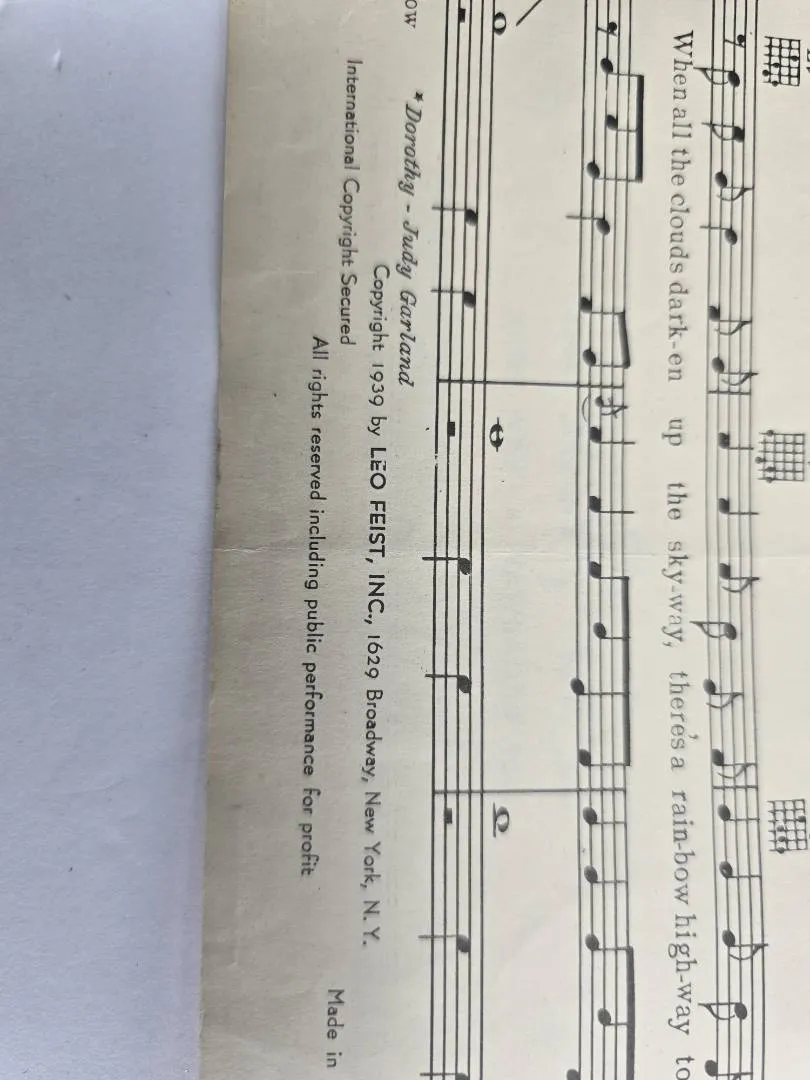 When all the clouds dark-en up the sky-way, there's a rain-bow high-way to
*Dorothy - Judy Garland
Copyright 1939 by LEO FEIST, INC., 1629 Broadway, New York, N. Y.
International Copyright Secured
Made in
All rights reserved including public performance for profit